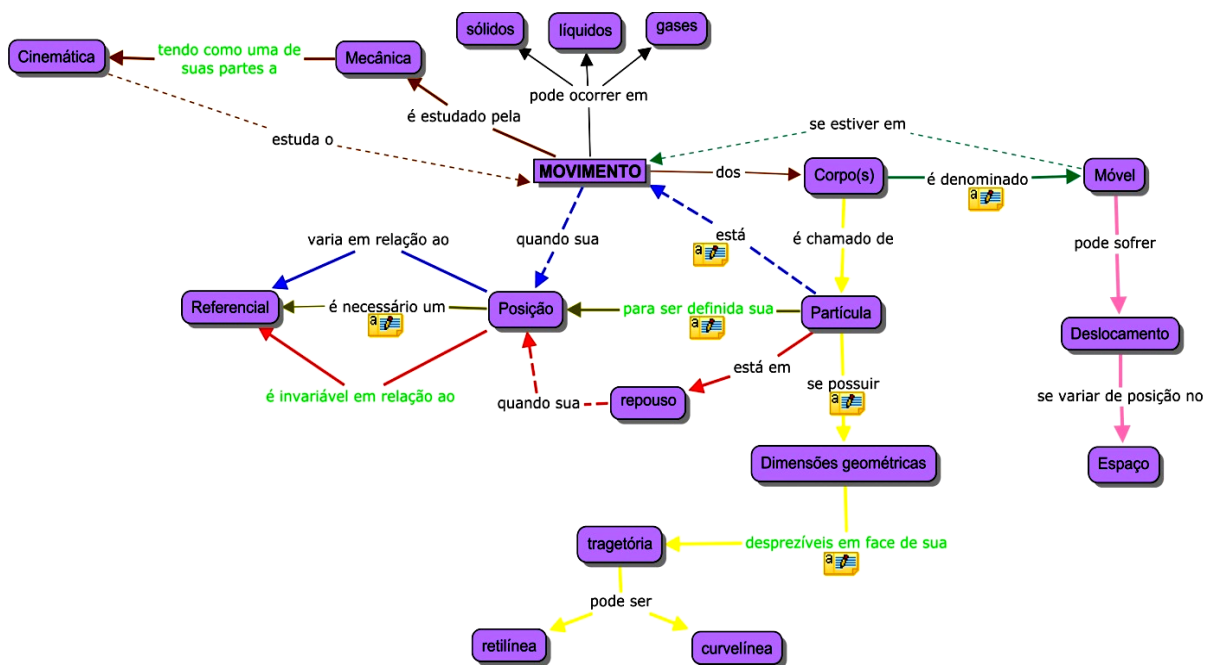 sólidos
líquidos
gases
Cinemática
tendo como uma de
suas partes a
Mecânica
pode ocorrer em
é estudado pela
estuda o
se estiver em
MOVIMENTO
dos
Corpo(s)
é denominado
Móvel
a
varia em relação ao
quando sua
está
a
é chamado de
pode sofrer
Referencial
é necessário um
a
Posição
para ser definida sua
a
Partícula
Deslocamento
é invariável em relação ao
quando sua
repouso
está em
se possuir
a
se variar de posição no
Dimensões geométricas
Espaço
tragetória
desprezíveis em face de sua
a
pode ser
retilínea
curvelínea